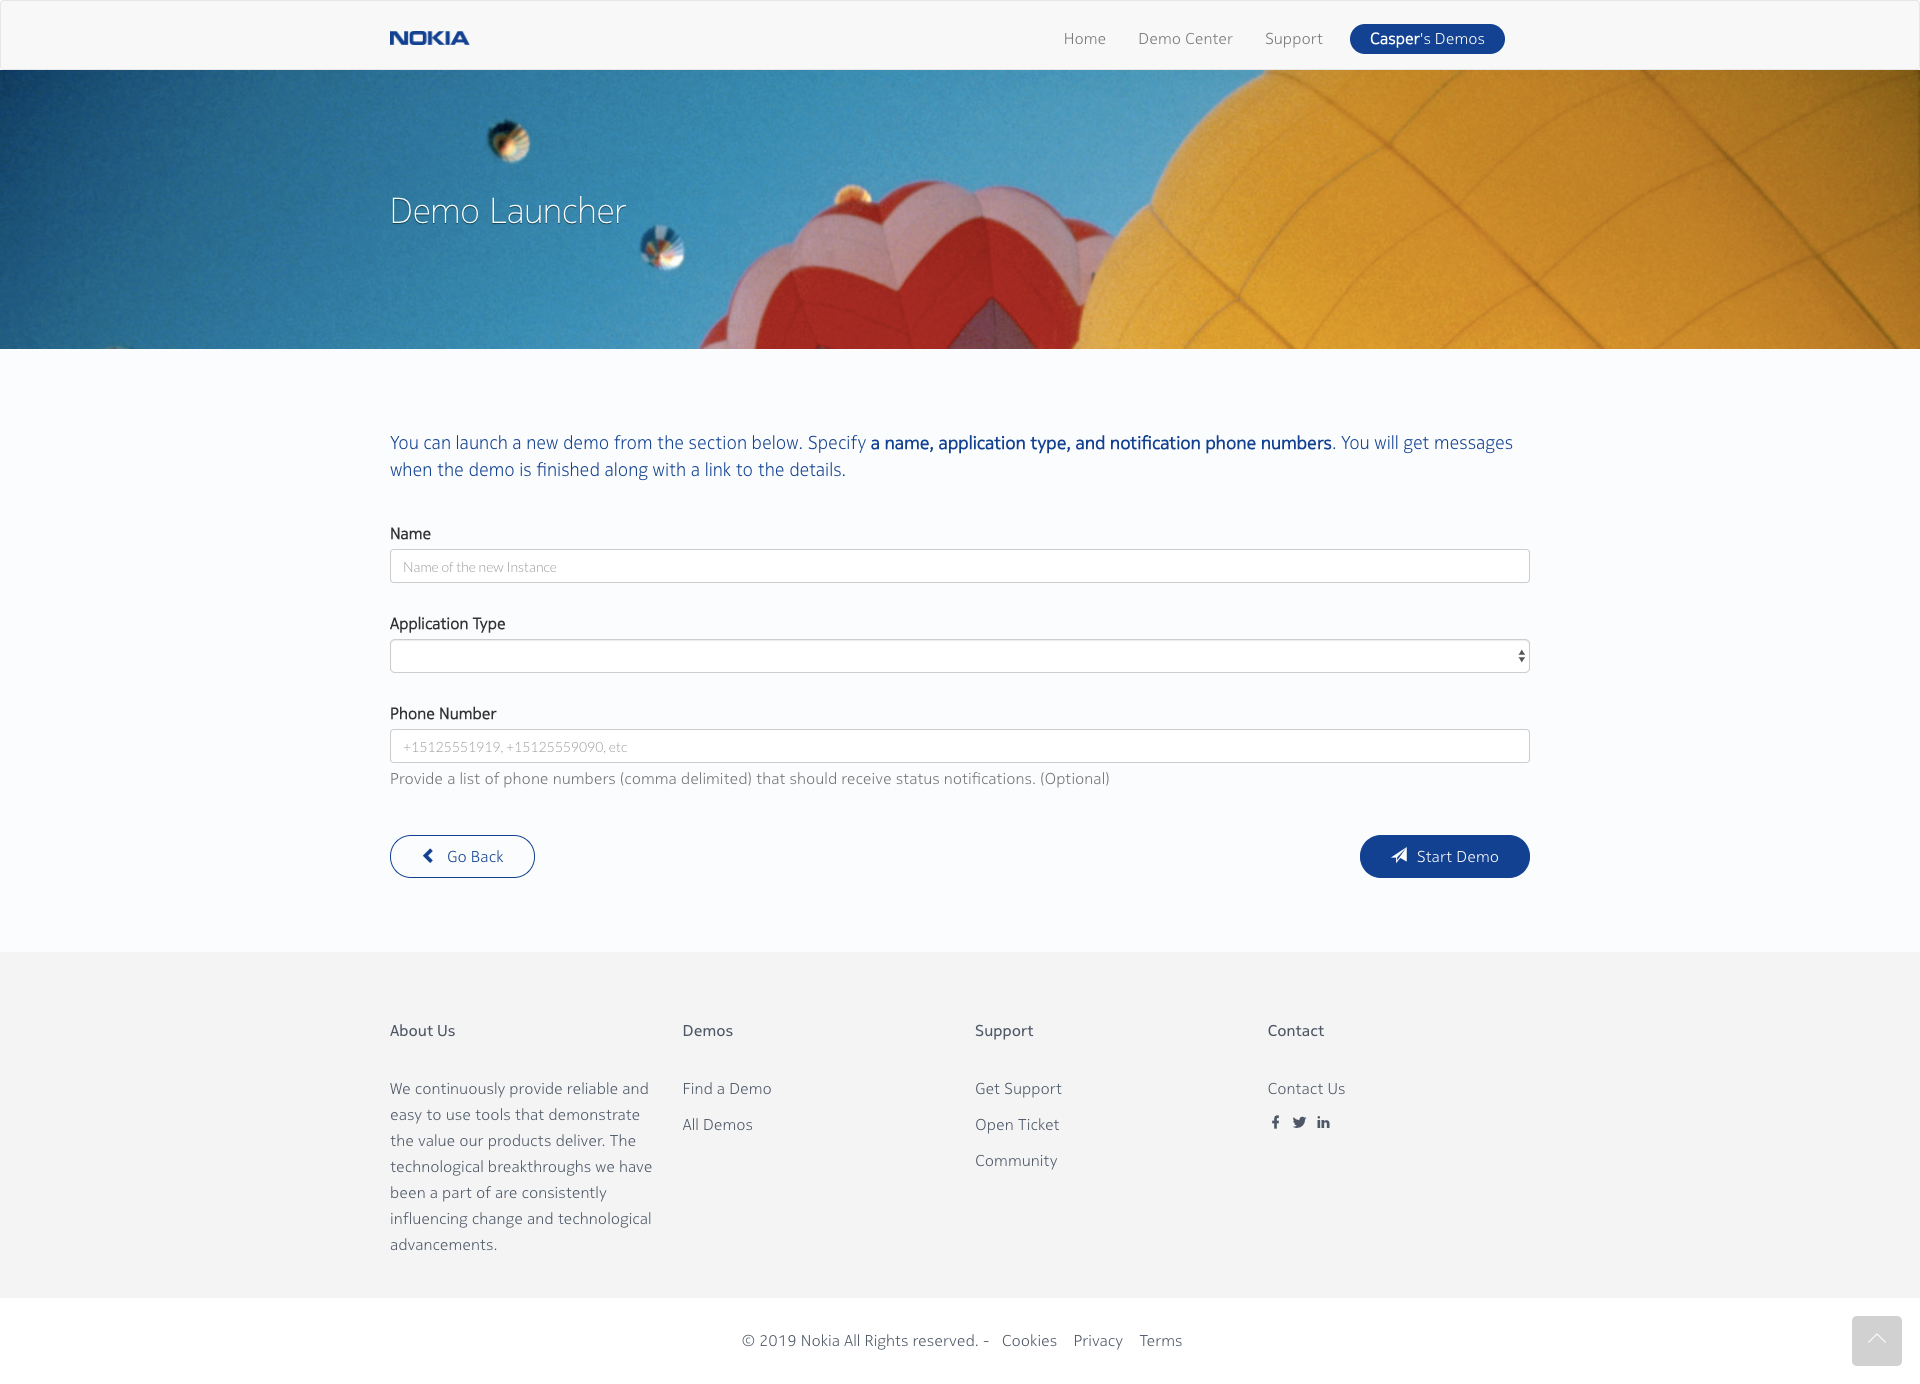 NOKIA
Home
Demo Center
Support
Casper's Demos
Demo Launcher
You can launch a new demo from the section below. Specify a name, application type, and notification phone numbers. You will get messages
when the demo is finished along with a link to the details.
Name
Name of the new Instance
Application Type
Phone Number
+15125551919, +15125559090, etc
Provide a list of phone numbers (comma delimited) that should receive status notifications. (Optional)
Go Back
Start Demo
About Us
We continuously provide reliable and
easy to use tools that demonstrate
the value our products deliver. The
technological breakthroughs we have
been a part of are consistently
influencing change and technological
advancements.
Demos
Find a Demo
All Demos
Support
Get Support
Open Ticket
Community
Contact
Contact Us
© 2019 Nokia All Rights reserved. - Cookies Privacy Terms